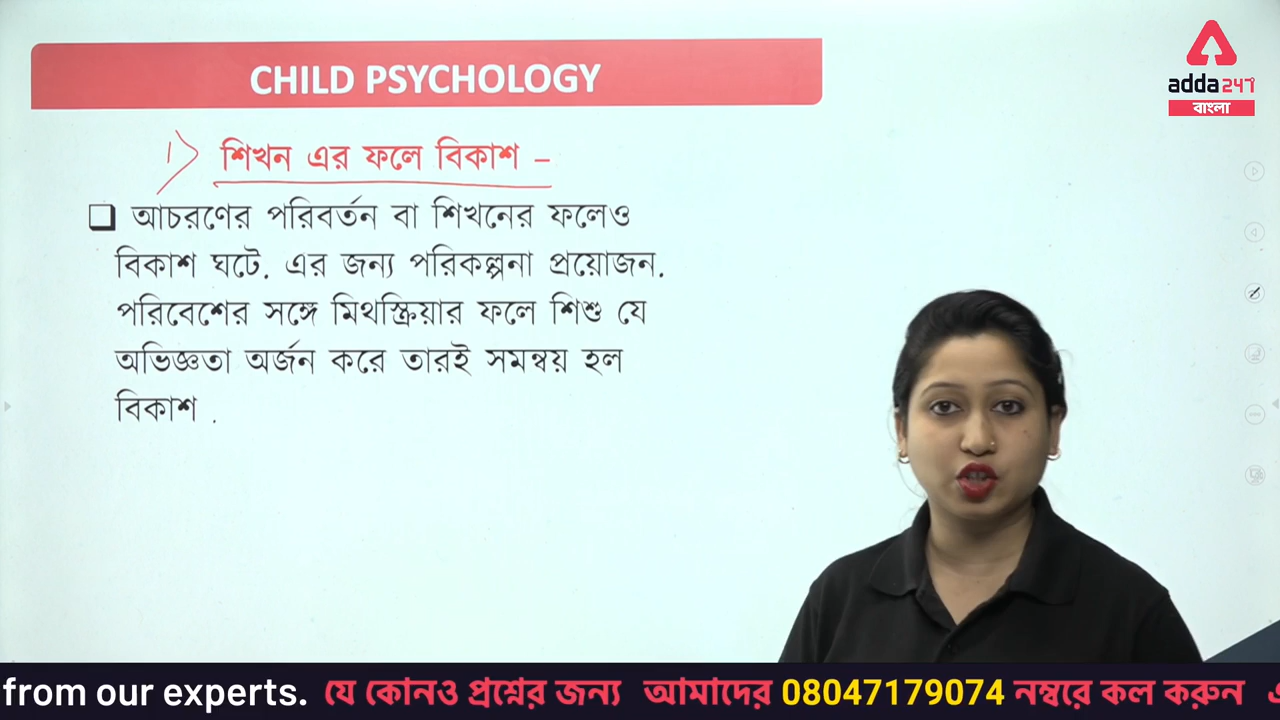 CHILD PSYCHOLOGY
adda247
বাংলা
1) শিখন এর ফলে বিকাশ –
আচরণের পরিবর্তন বা শিখনের ফলেও
বিকাশ ঘটে. এর জন্য পরিকল্পনা প্রয়োজন.
পরিবেশের সঙ্গে মিথস্ক্রিয়ার ফলে শিশু যে
অভিজ্ঞতা অর্জন করে তারই সমন্বয় হল
বিকাশ .
from our experts. যে কোনও প্রশ্নের জন্য আমাদের 08047179074 নম্বরে কল করুন